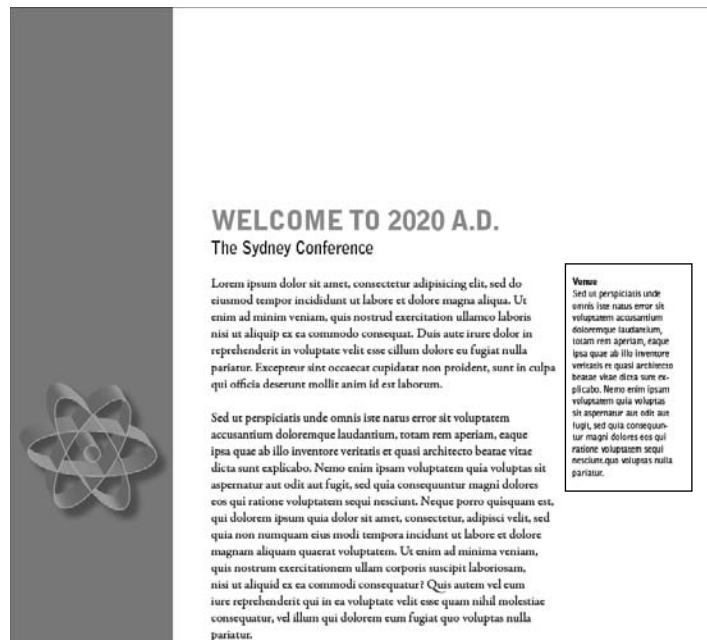 WELCOME TO 2020 A.D.
The Sydney Conference
Lorem ipsum dolor sit amet, consectetur adipisicing elit, sed do
eiusmod tempor incididunt ut labore et dolore magna aliqua. Ut
enim ad minim veniam, quis nostrud exercitation ullamco laboris
nisi ut aliquip ex ea commodo consequat. Duis aute irure dolor in
reprehenderit in voluptate velit esse cillum dolore eu fugiat nulla
pariatur. Excepteur sint occaecat cupidatat non proident, sunt in culpa
qui officia deserunt mollit anim id est laborum.
Sed ut perspiciatis unde omnis iste natus error sit voluptatem
accusantium doloremque laudantium, totam rem aperiam, eaque
ipsa quae ab illo inventore veritatis et quasi architecto beatae vitae
dicta sunt explicabo. Nemo enim ipsam voluptatem quia voluptas sit
aspernatur aut odit aut fugit, sed quia consequuntur magni dolores
eos qui ratione voluptatem sequi nesciunt. Neque porro quisquam est,
qui dolorem ipsum quia dolor sit amet, consectetur, adipisci velit, sed
quia non numquam eius modi tempora incidunt ut labore et dolore
magnam aliquam quaerat voluptatem. Ut enim ad minima veniam,
quis nostrum exercitationem ullam corporis suscipit laboriosam,
nisi ut aliquid ex ea commodi consequatur? Quis autem vel eum
iure reprehenderit qui in ea voluptate velit esse quam nihil molestiae
consequatur, vel illum qui dolorem eum fugiat quo voluptas nulla
pariatur.
Venue
Sed ut perspiciatis unde
omnis iste natus error sit
voluptatem accusantium
doloremque laudantium,
totam rem aperiam, eaque
ipsa quae ab illo inventore
veritatis et quasi architecto
beatae vitae dicta sunt ex-
plicabo. Nemo enim ipsam
voluptatem quia voluptas
sit aspernatur aut odit aut
fugit, sed quia consequun-
tur magni dolores eos qui
ratione voluptatem sequi
nesciunt.quo voluptas nulla
pariatur.